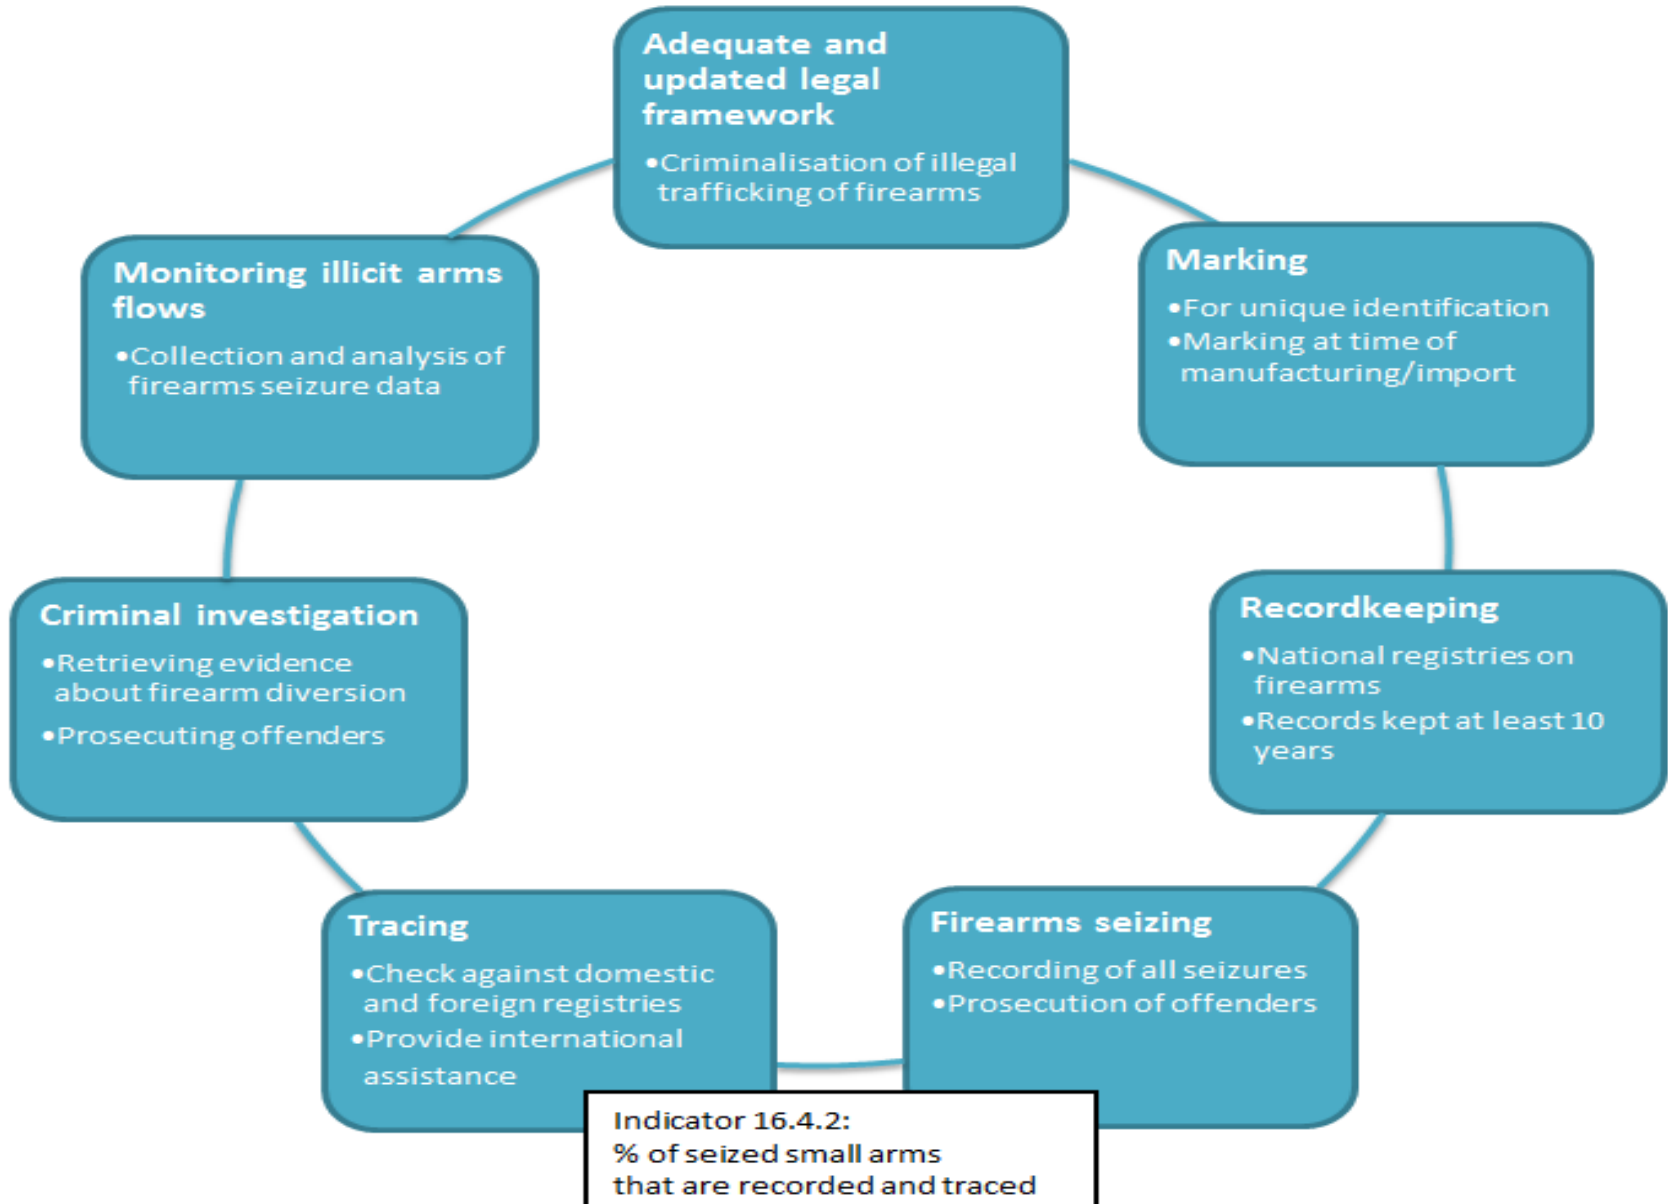 Adequate and
updated legal
framework
•Criminalisation of illegal
trafficking of firearms
Marking
•For unique identification
•Marking at time of
manufacturing/import
Recordkeeping
•National registries on
firearms
•Records kept at least 10
years
Firearms seizing
•Recording of all seizures
•Prosecution of offenders
Tracing
•Check against domestic
and foreign registries
•Provide international
assistance
Indicator 16.4.2:
% of seized small arms
that are recorded and traced
Criminal investigation
•Retrieving evidence
about firearm diversion
•Prosecuting offenders
Monitoring illicit arms
flows
•Collection and analysis of
firearms seizure data